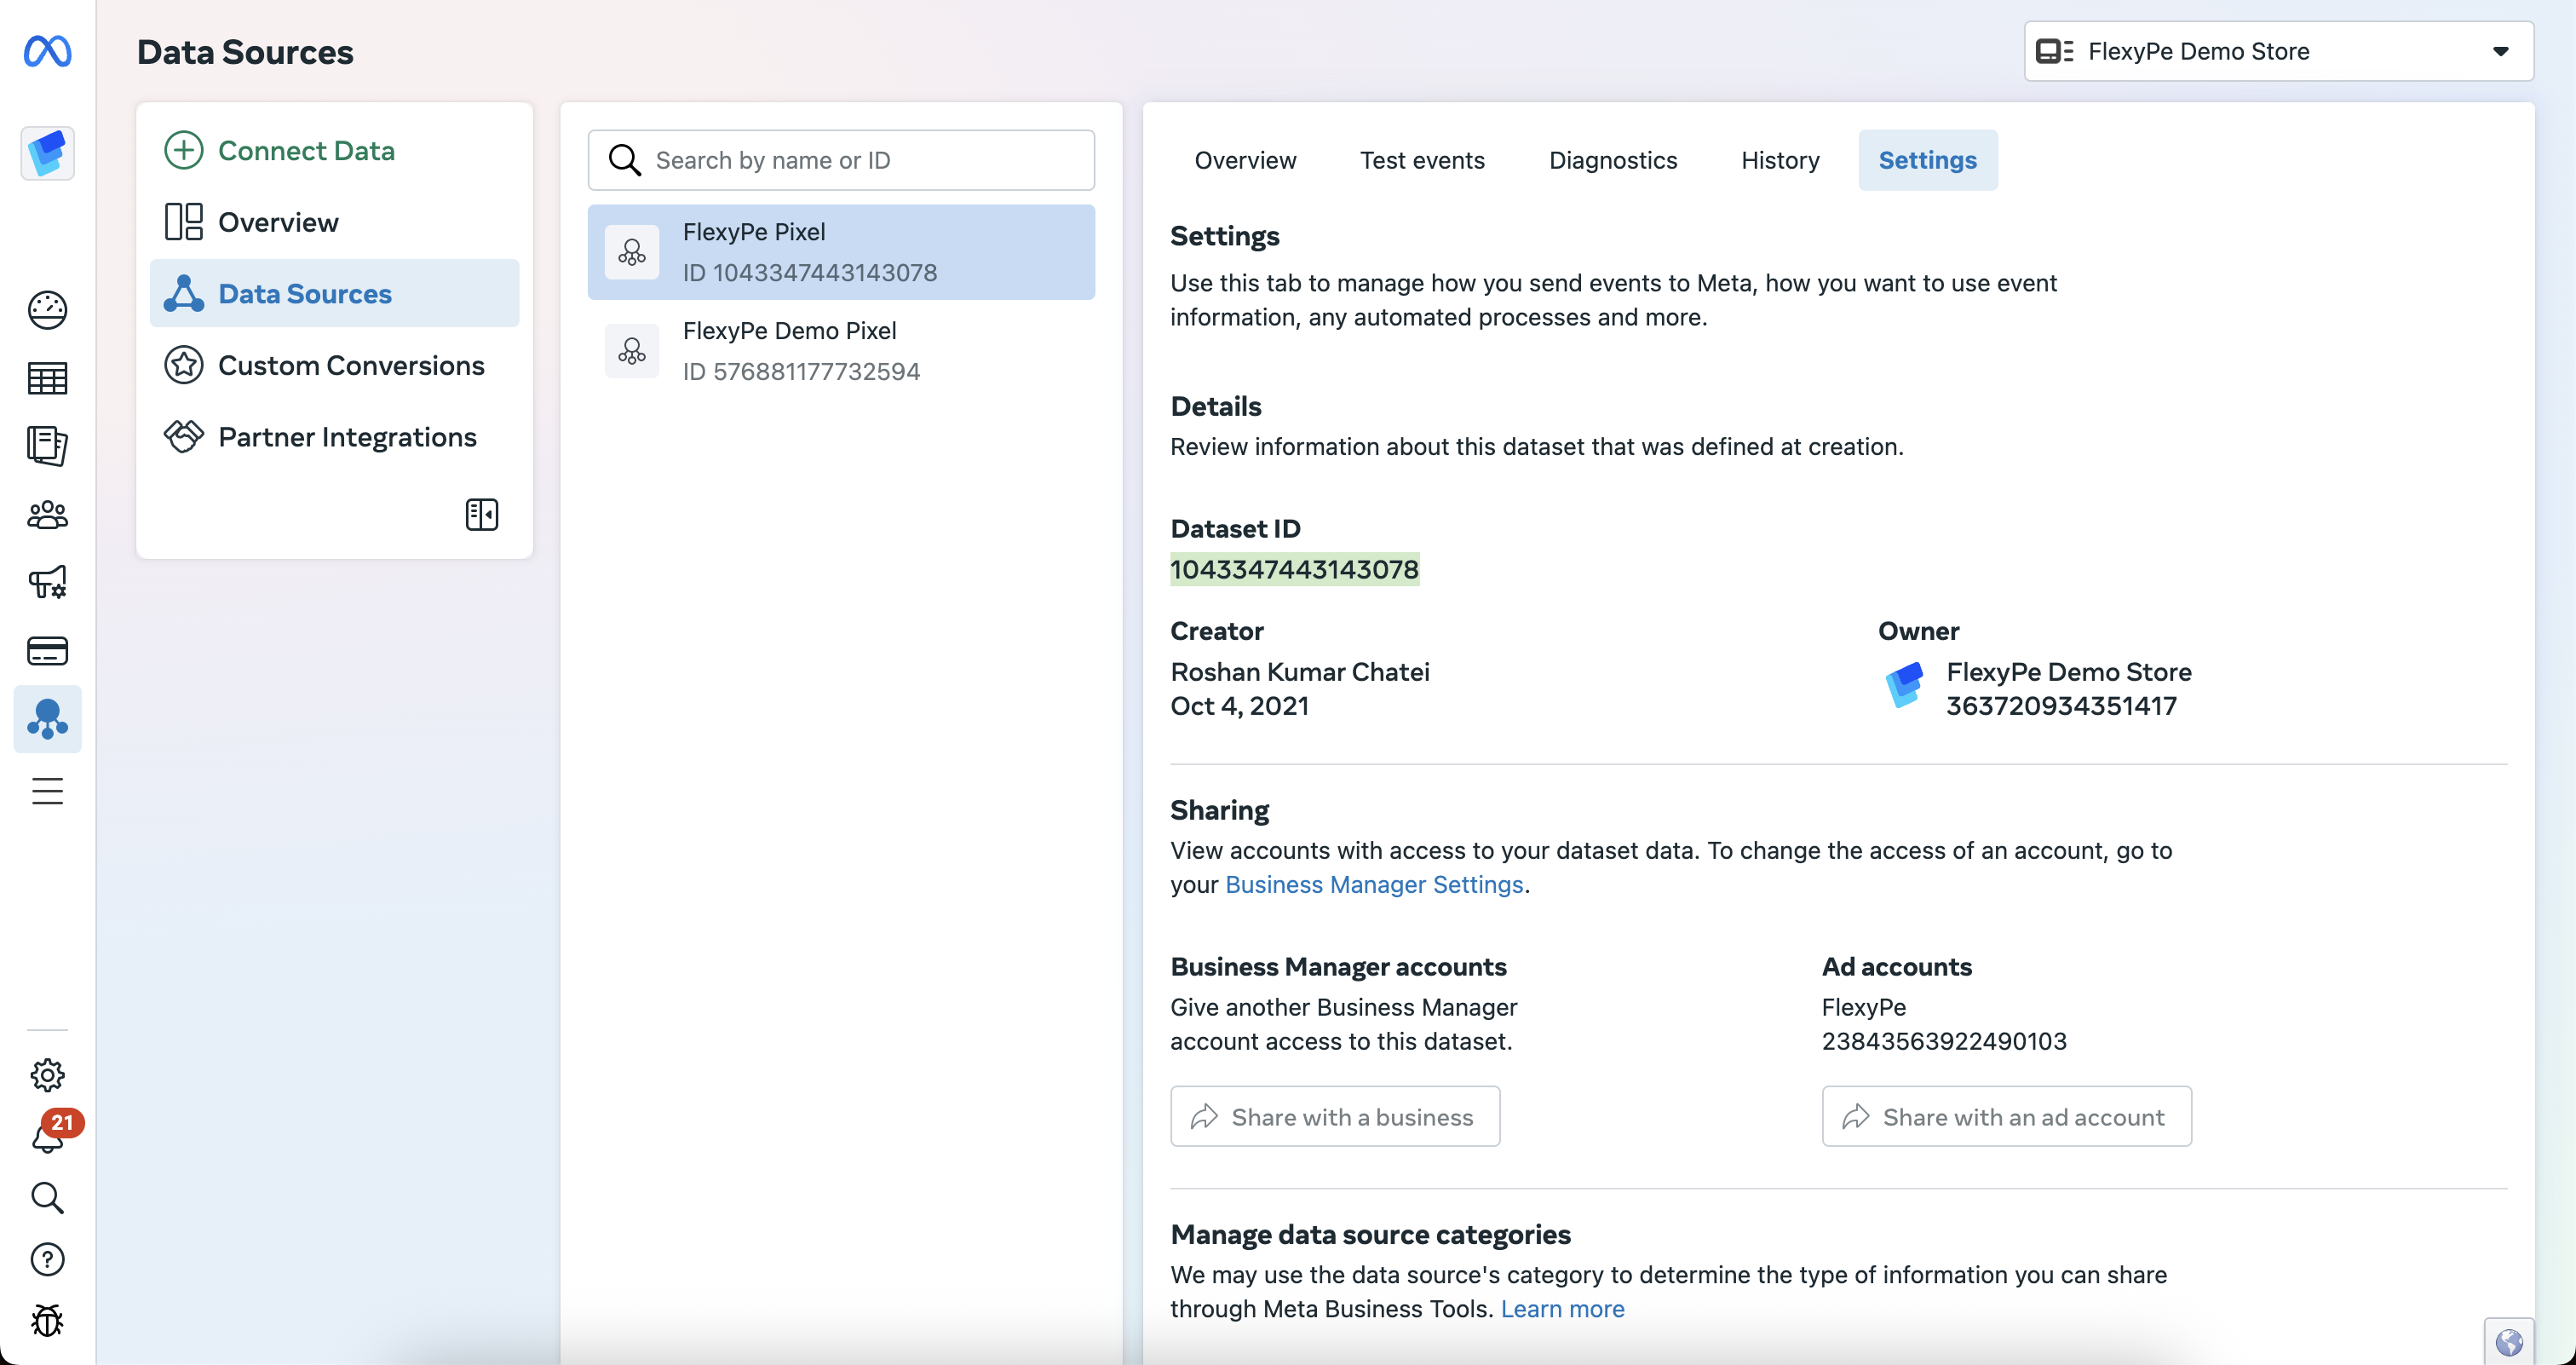 Data Sources
FlexyPe Demo Store
Connect Data
Overview
Data Sources
Custom Conversions
Partner Integrations
21
Search by name or ID
FlexyPe Pixel
ID 1043347443143078
FlexyPe Demo Pixel
ID 576881177732594
Overview
Test events
Diagnostics
History
Settings
Settings
Use this tab to manage how you send events to Meta, how you want to use event
information, any automated processes and more.
Details
Review information about this dataset that was defined at creation.
Dataset ID
1043347443143078
Creator
Roshan Kumar Chatei
Oct 4, 2021
Owner
FlexyPe Demo Store
363720934351417
Sharing
View accounts with access to your dataset data. To change the access of an account, go to
your Business Manager Settings.
Business Manager accounts
Give another Business Manager
account access to this dataset.
Share with a business
Ad accounts
FlexyPe
23843563922490103
Share with an ad account
Manage data source categories
We may use the data source's category to determine the type of information you can share
through Meta Business Tools. Learn more